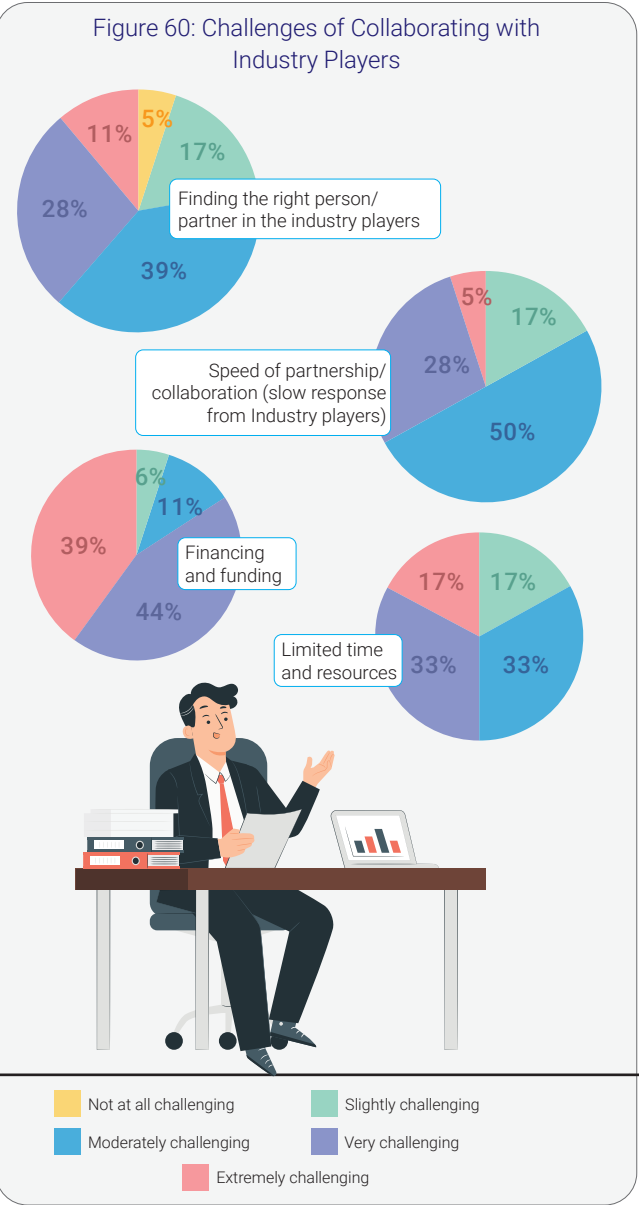 Figure 60: Challenges of Collaborating with
Industry Players
5%
11%
17%
28%
39%
Finding the right person/
partner in the industry players
5%
17%
28%
50%
Speed of partnership/
collaboration (slow response
from Industry players)
6%
11%
39%
44%
Financing
and funding
17%
17%
33%
33%
Limited time
and resources
Not at all challenging
Slightly challenging
Moderately challenging
Very challenging
Extremely challenging